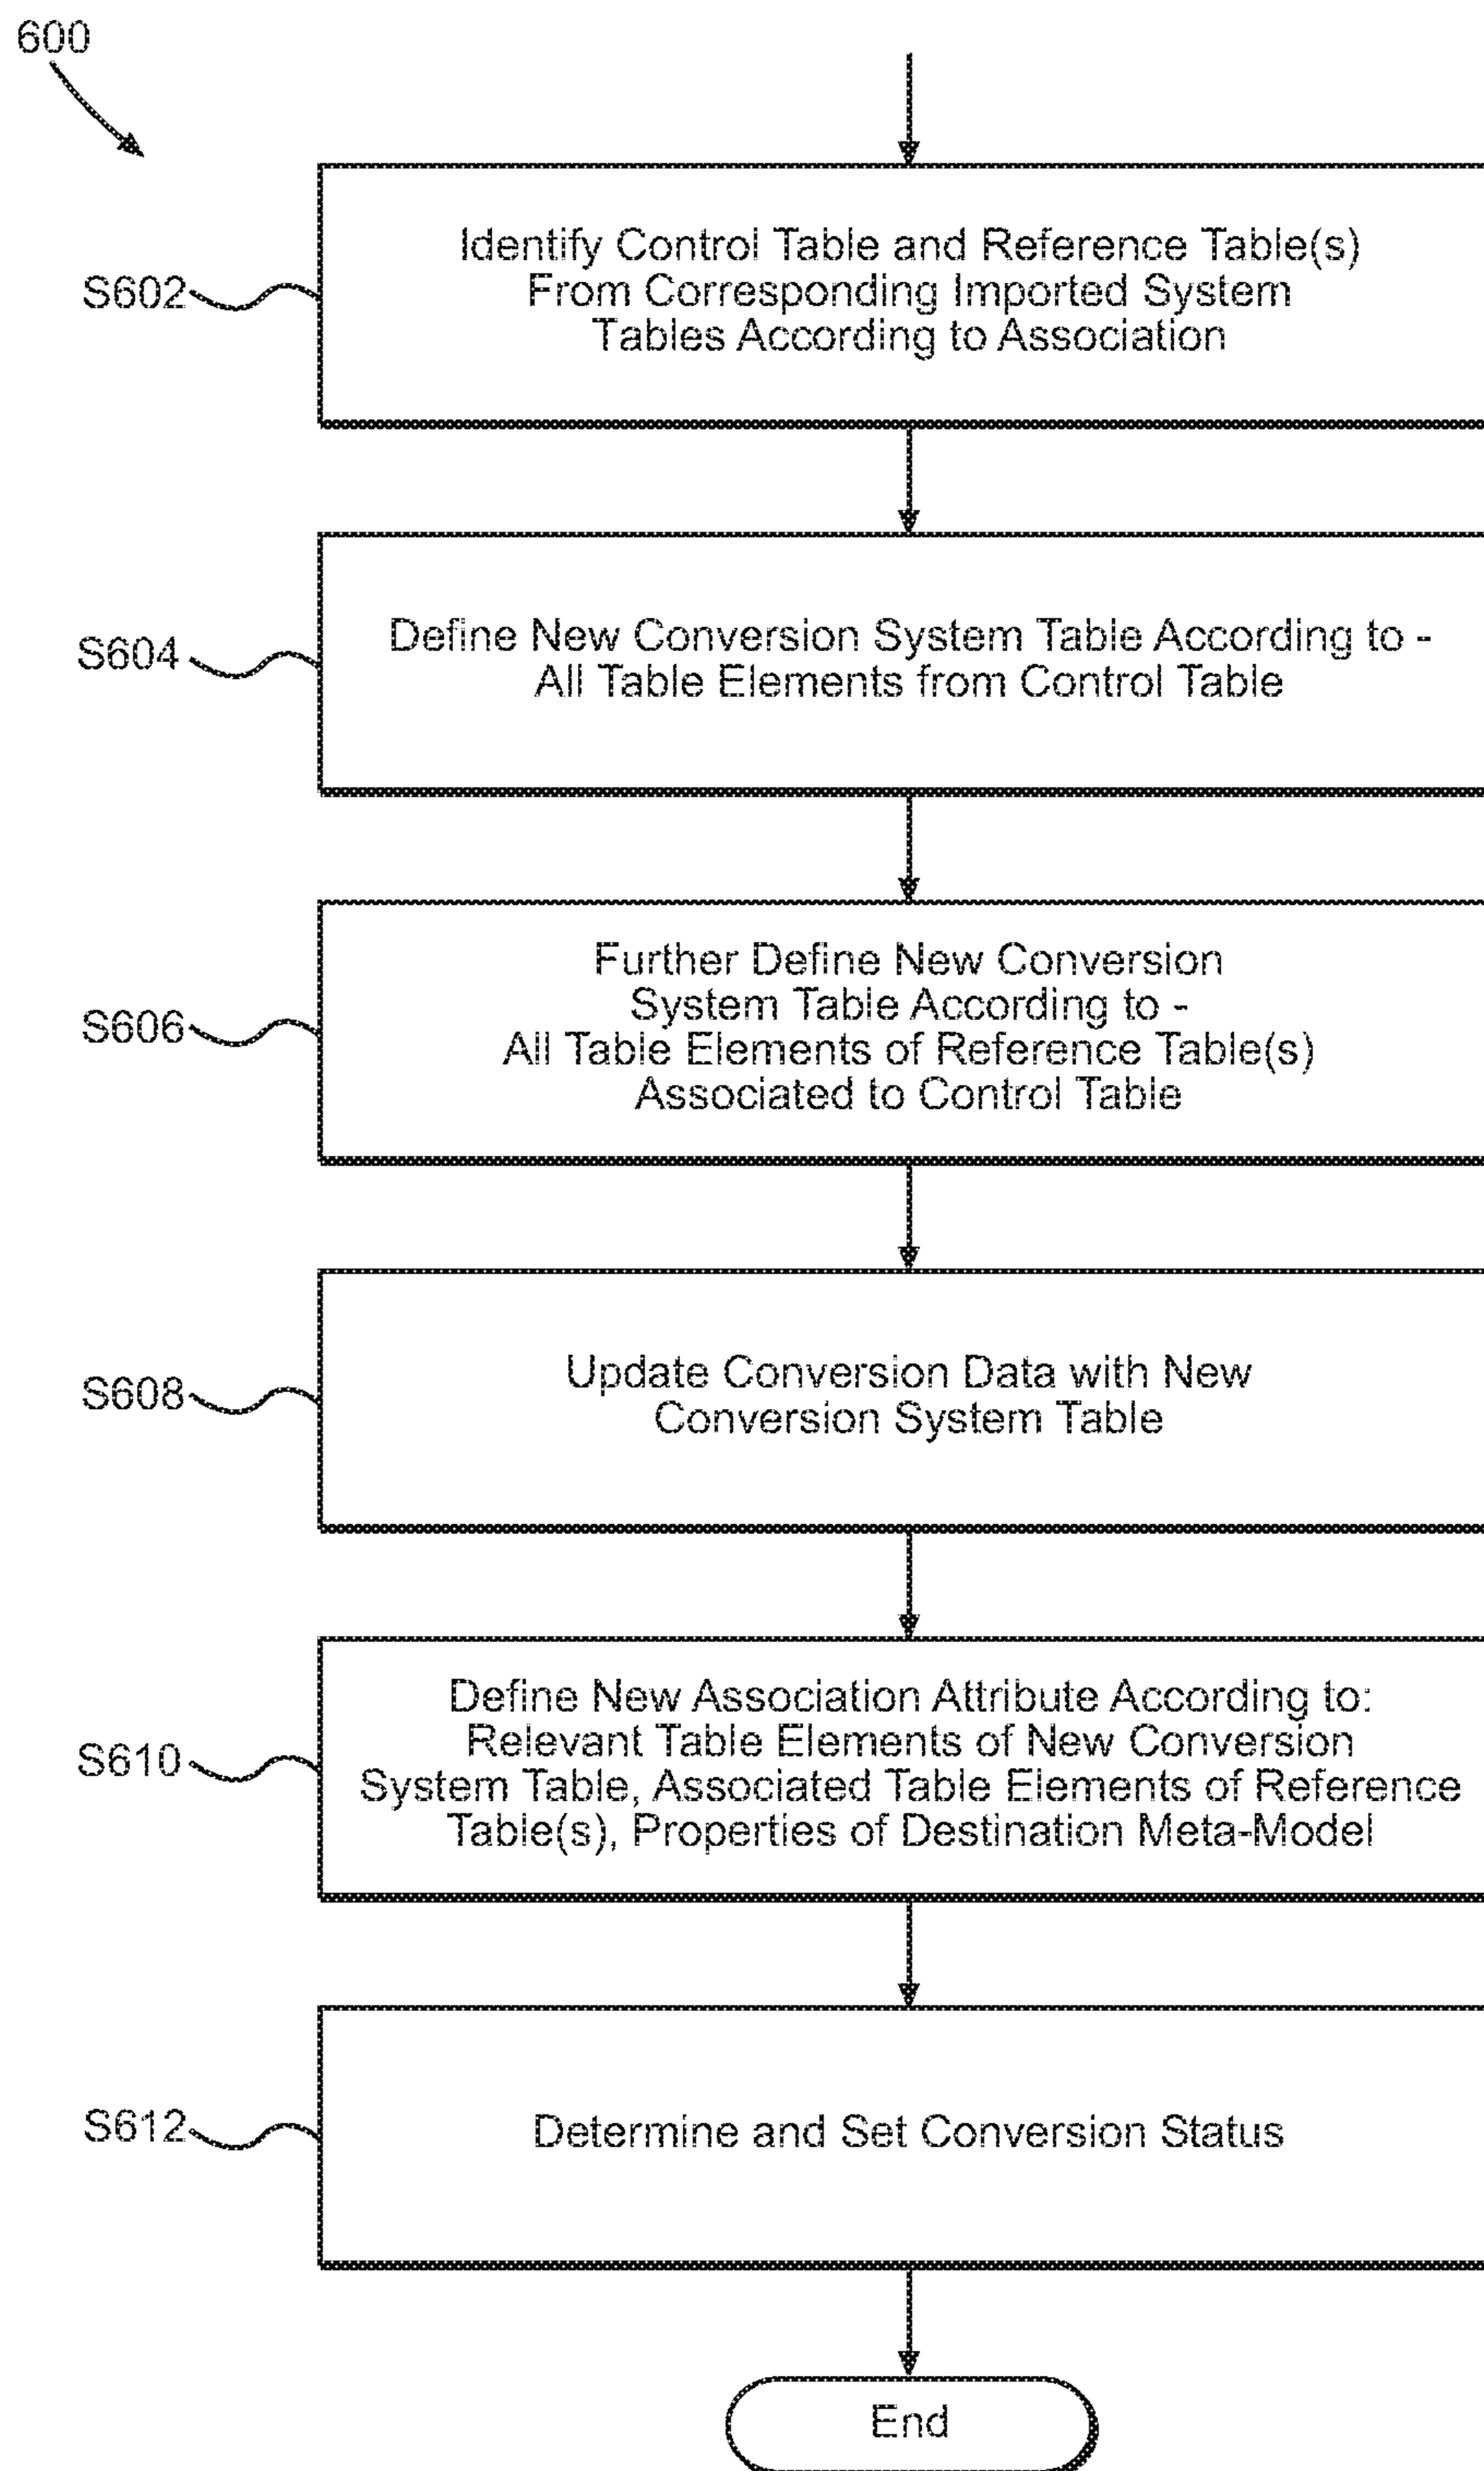 600
S602
Identify Control Table and Reference Table(s)
From Corresponding Imported System
Tables According to Association
S604
Define New Conversion System Table According to -
All Table Elements from Control Table
S606
Further Define New Conversion
System Table According to -
All Table Elements of Reference Table(s)
Associated to Control Table
S608
Update Conversion Data with New
Conversion System Table
S610
Define New Association Attribute According to:
Relevant Table Elements of New Conversion
System Table, Associated Table Elements of Reference
Table(s), Properties of Destination Meta-Model
S612
Determine and Set Conversion Status
End